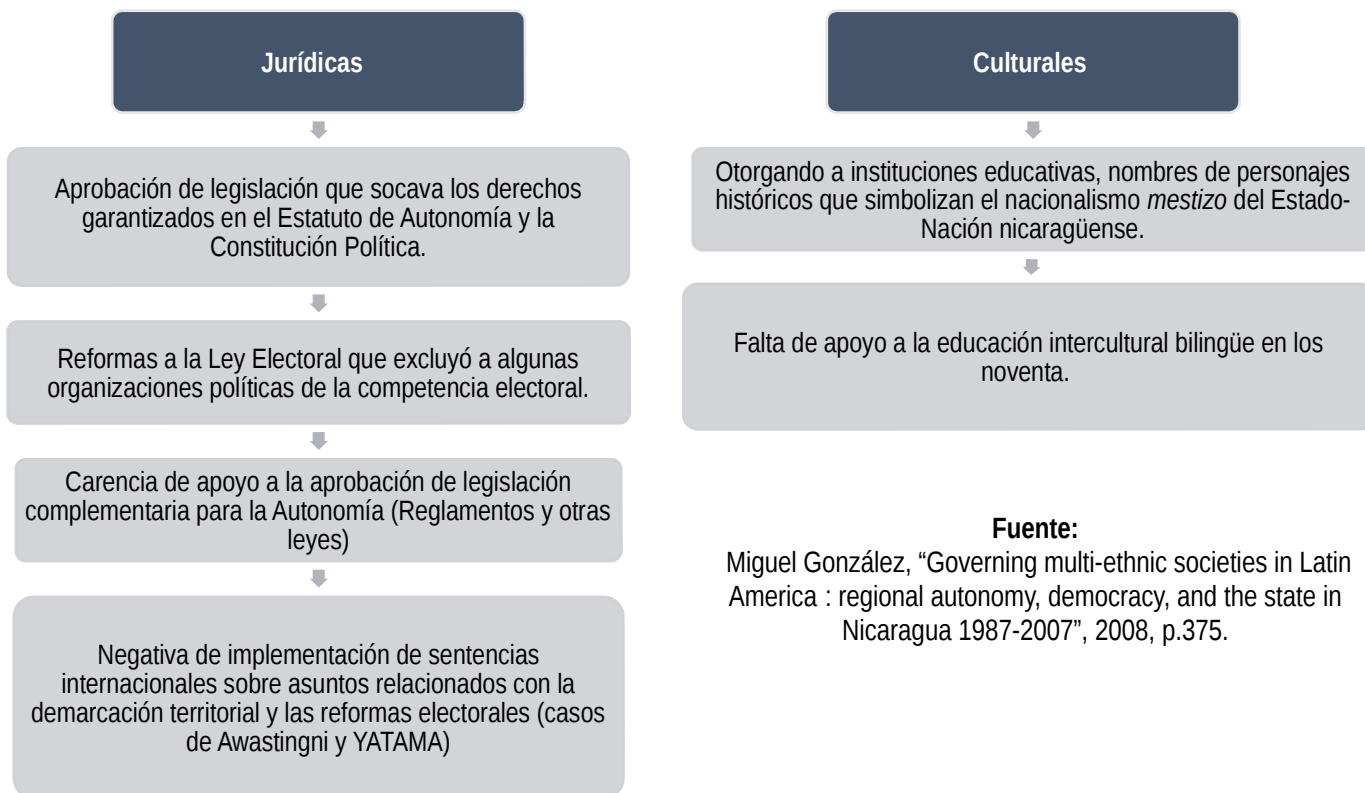 Jurídicas
Aprobación de legislación que socava los derechos
garantizados en el Estatuto de Autonomía y la
Constitución Política.
Reformas a la Ley Electoral que excluyó a algunas
organizaciones políticas de la competencia electoral.
Carencia de apoyo a la aprobación de legislación
complementaria para la Autonomía (Reglamentos y otras
leyes)
Negativa de implementación de sentencias
internacionales sobre asuntos relacionados con la
demarcación territorial y las reformas electorales (casos
de Awastingni y YATAMA)
Culturales
Otorgando a instituciones educativas, nombres de personajes
históricos que simbolizan el nacionalismo mestizo del Estado-
Nación nicaragüense.
Falta de apoyo a la educación intercultural bilingüe en los
noventa.
Fuente:
Miguel González, “Governing multi-ethnic societies in Latin
America : regional autonomy, democracy, and the state in
Nicaragua 1987-2007”, 2008, p.375.